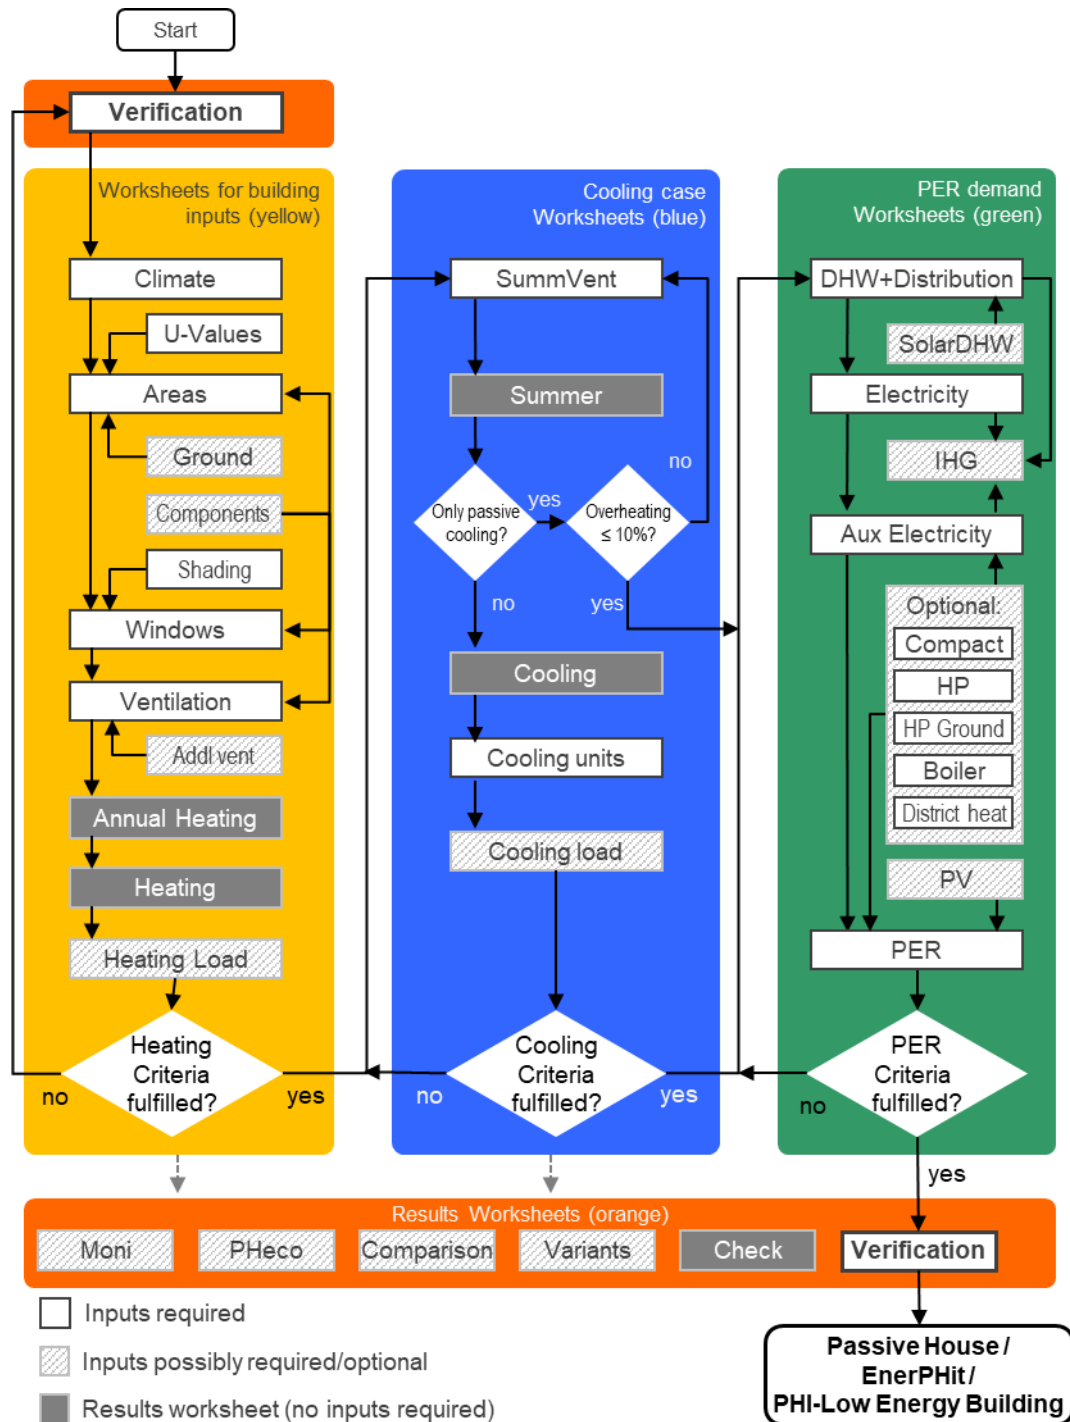 Start
Verification
Worksheets for building
inputs (yellow)
Climate
U-Values
Areas
Ground
Components
Shading
Windows
Ventilation
Addl vent
Annual Heating
Heating
Heating Load
Heating
Criteria
fulfilled?
no
yes
Cooling case
Worksheets (blue)
SummVent
Summer
no
Only passive
cooling?
yes
Overheating
≤ 10%?
no
yes
Cooling
Cooling units
Cooling load
Cooling
Criteria
fulfilled?
no
yes
PER demand
Worksheets (green)
DHW+Distribution
SolarDHW
Electricity
IHG
Aux Electricity
Optional:
Compact
HP
HP Ground
Boiler
District heat
PV
PER
PER
Criteria
fulfilled?
no
yes
Results Worksheets (orange)
Moni
PHeco
Comparison
Variants
Check
Verification
Inputs required
Inputs possibly required/optional
Results worksheet (no inputs required)
Passive House /
EnerPHit /
PHI-Low Energy Building